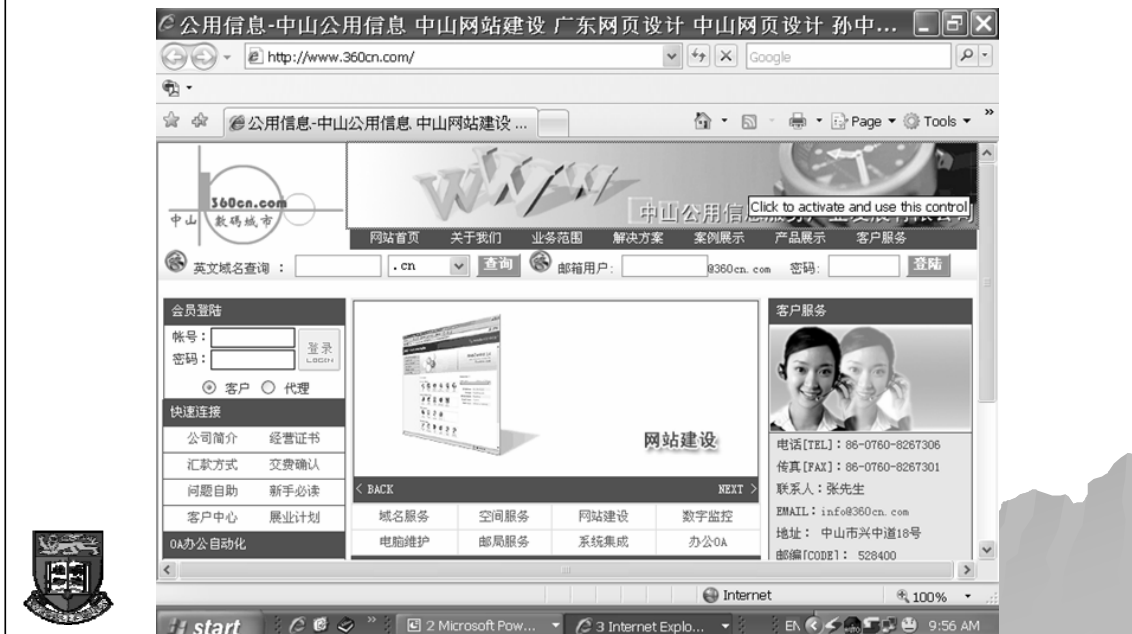 公用信息-中山公用信息 中山网站建设 广东网页设计 中山网页设计 孙中...
http://www.360cn.com/
Google
公用信息-中山公用信息 中山网站建设 ...
Page
Tools
www
360cn.com
中山 数码城市
Click to activate and use this control
网站首页 关于我们 业务范围 解决方案 案例展示 产品展示 客户服务
英文域名查询 : .cn 查询 邮箱用户: @360cn.com 密码: 登陆
会员登陆
帐号:
密码:
登录
LOGIN
客户 代理
快速连接
公司简介 经营证书
汇款方式 交费确认
问题自助 新手必读
客户中心 展业计划
OA办公自动化
网站建设
< BACK NEXT >
域名服务 空间服务 网站建设 数字监控
电脑维护 邮局服务 系统集成 办公OA
客户服务
电话[TEL]:86-0760-8267306
传真[FAX]:86-0760-8267301
联系人:张先生
EMAIL:info@360cn.com
地址: 中山市兴中道18号
邮编[CODE]: 528400
Internet
100%
start
2 Microsoft Pow...
3 Internet Explo...
EN
9:56 AM